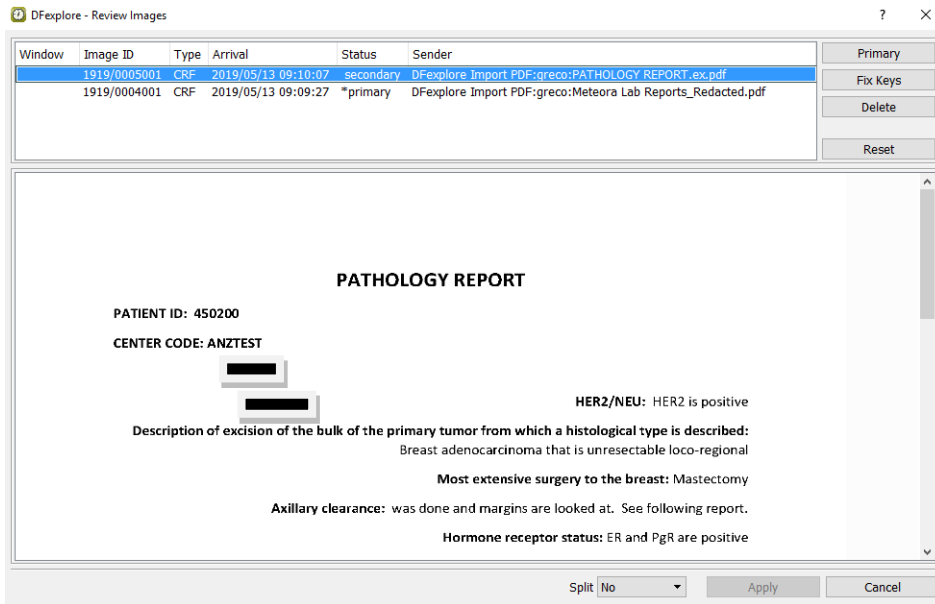 DFexplore - Review Images ? ×
Window Image ID Type Arrival Status Sender
1919/0005001 CRF 2019/05/13 09:10:07 secondary DFexplore Import PDF:greco:PATHOLOGY REPORT.ex.pdf
1919/0004001 CRF 2019/05/13 09:09:27 *primary DFexplore Import PDF:greco:Meteora Lab Reports_Redacted.pdf
Primary
Fix Keys
Delete
Reset
PATHOLOGY REPORT
PATIENT ID: 450200
CENTER CODE: ANZTEST
HER2/NEU: HER2 is positive
Description of excision of the bulk of the primary tumor from which a histological type is described:
Breast adenocarcinoma that is unresectable loco-regional
Most extensive surgery to the breast: Mastectomy
Axillary clearance: was done and margins are looked at. See following report.
Hormone receptor status: ER and PgR are positive
Split No Apply Cancel